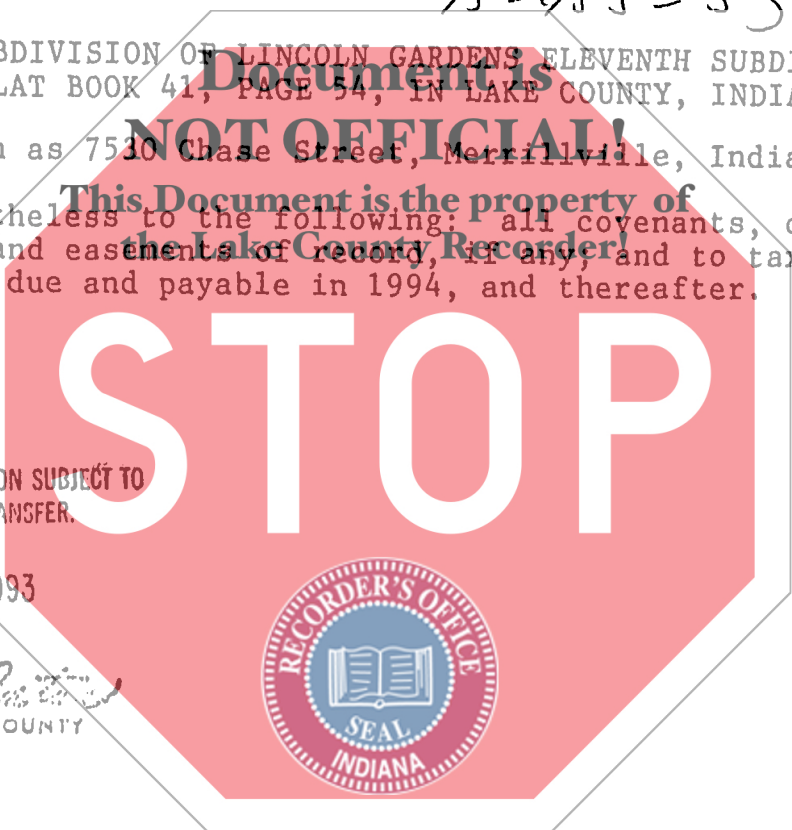 BDIVISION OF LINCOLN GARDENS ELEVENTH SUBDI
LAT BOOK 41, PAGE 54, IN LAKE COUNTY, INDIA
as 7530 Chase Street, Merrillville, India
theless to the following: all covenants,
and easements of record, if any, and to tax
due and payable in 1994, and thereafter.
Document is
NOT OFFICIAL!
This Document is the property of
the Lake County Recorder!
STOP
ON SUBJECT TO
ANSFER.
993
OUNTY
RECORDER'S OFFICE
SEAL
INDIANA